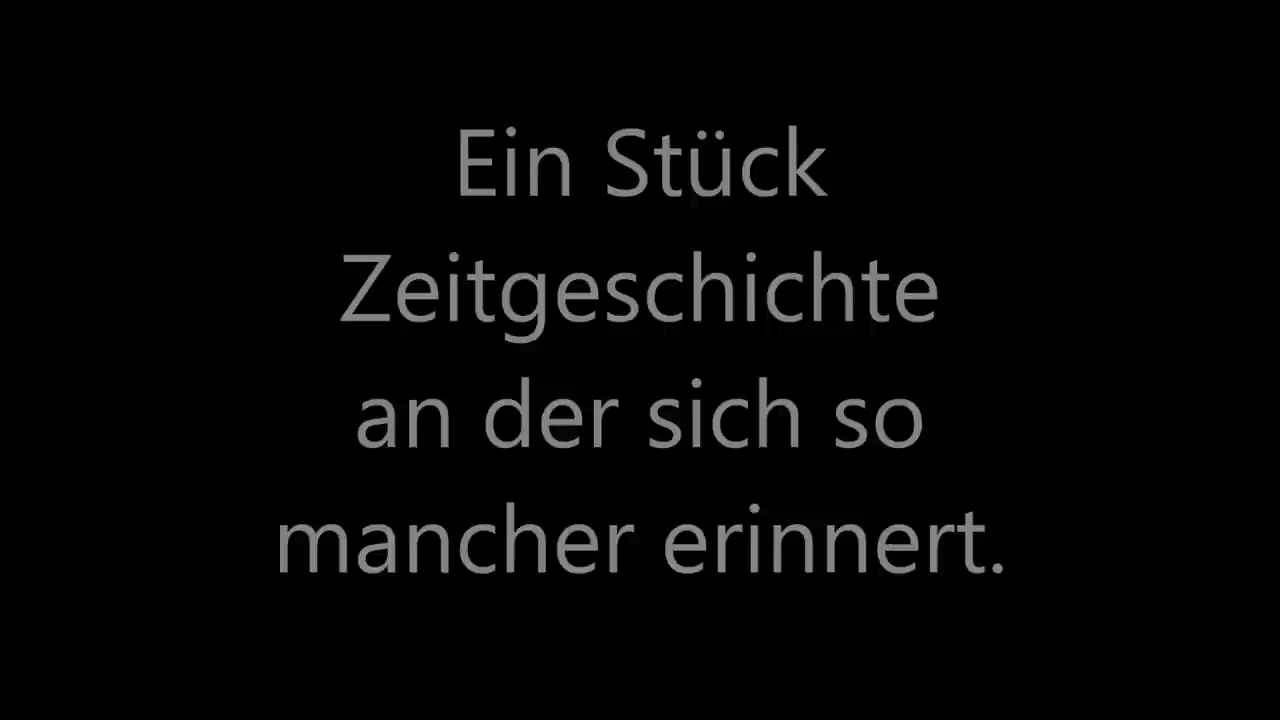 Ein Stück
Zeitgeschichte
an der sich so
mancher erinnert.